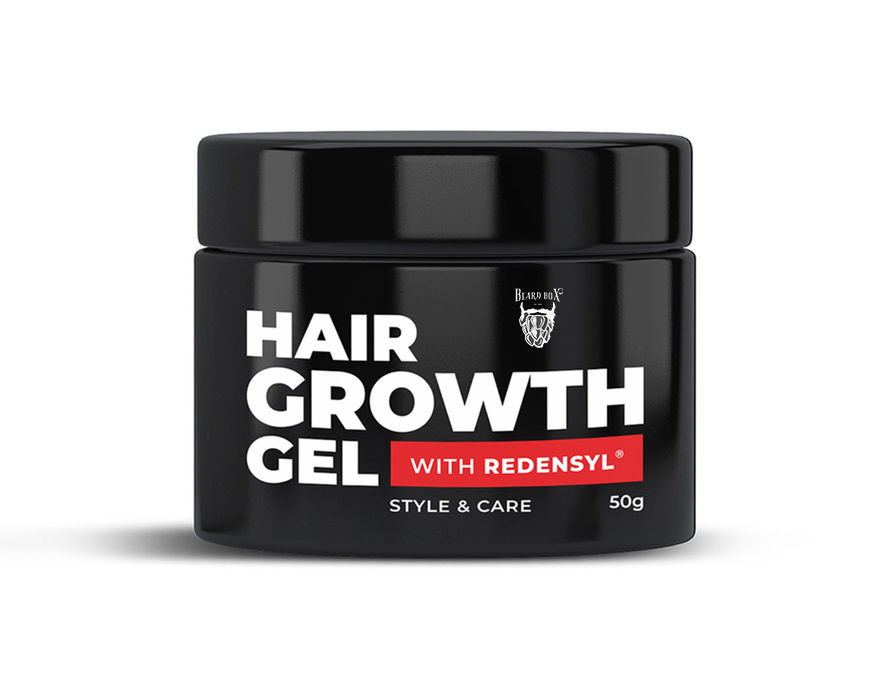 BEARD BOX
HAIR
GROWTH
GEL
WITH REDENSYL®
STYLE & CARE
50g